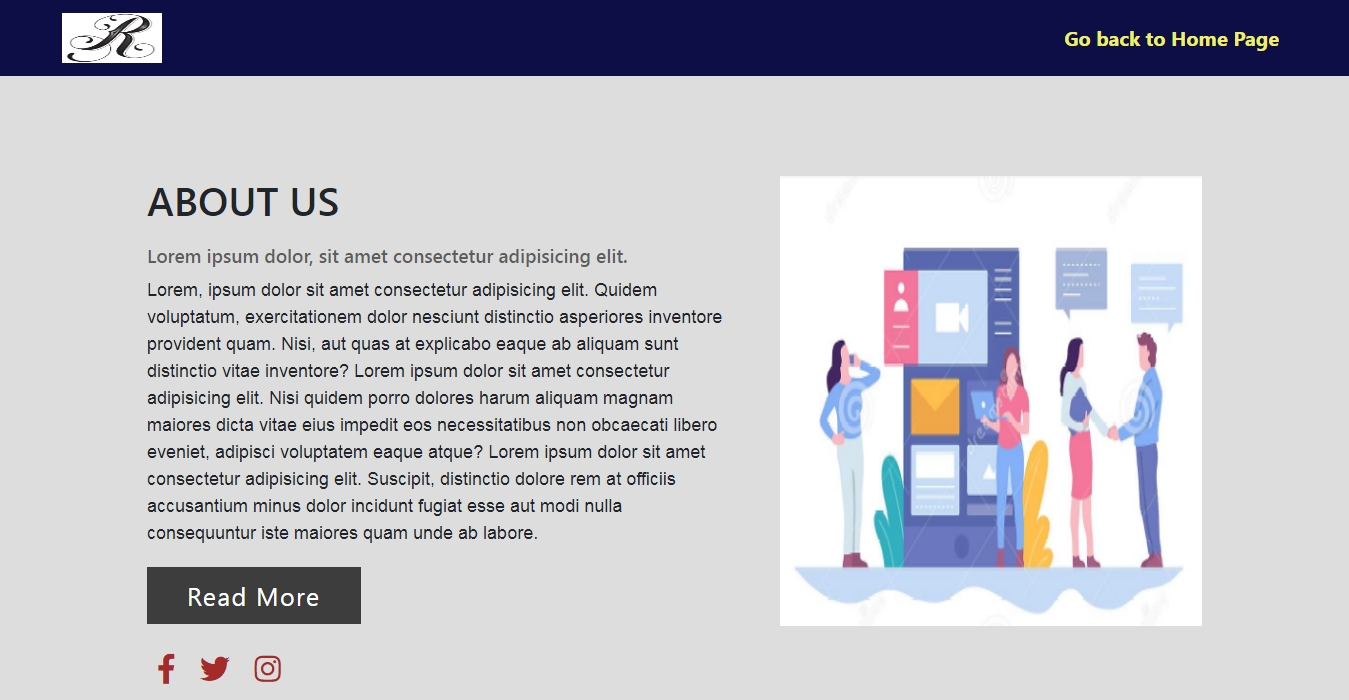 R
Go back to Home Page
ABOUT US
Lorem ipsum dolor, sit amet consectetur adipisicing elit.
Lorem, ipsum dolor sit amet consectetur adipisicing elit. Quidem
voluptatum, exercitationem dolor nesciunt distinctio asperiores inventore
provident quam. Nisi, aut quas at explicabo eaque ab aliquam sunt
distinctio vitae inventore? Lorem ipsum dolor sit amet consectetur
adipisicing elit. Nisi quidem porro dolores harum aliquam magnam
maiores dicta vitae eius impedit eos necessitatibus non obcaecati libero
eveniet, adipisci voluptatem eaque atque? Lorem ipsum dolor sit amet
consectetur adipisicing elit. Suscipit, distinctio dolore rem at officiis
accusantium minus dolor incidunt fugiat esse aut modi nulla
consequuntur iste maiores quam unde ab labore.
Read More